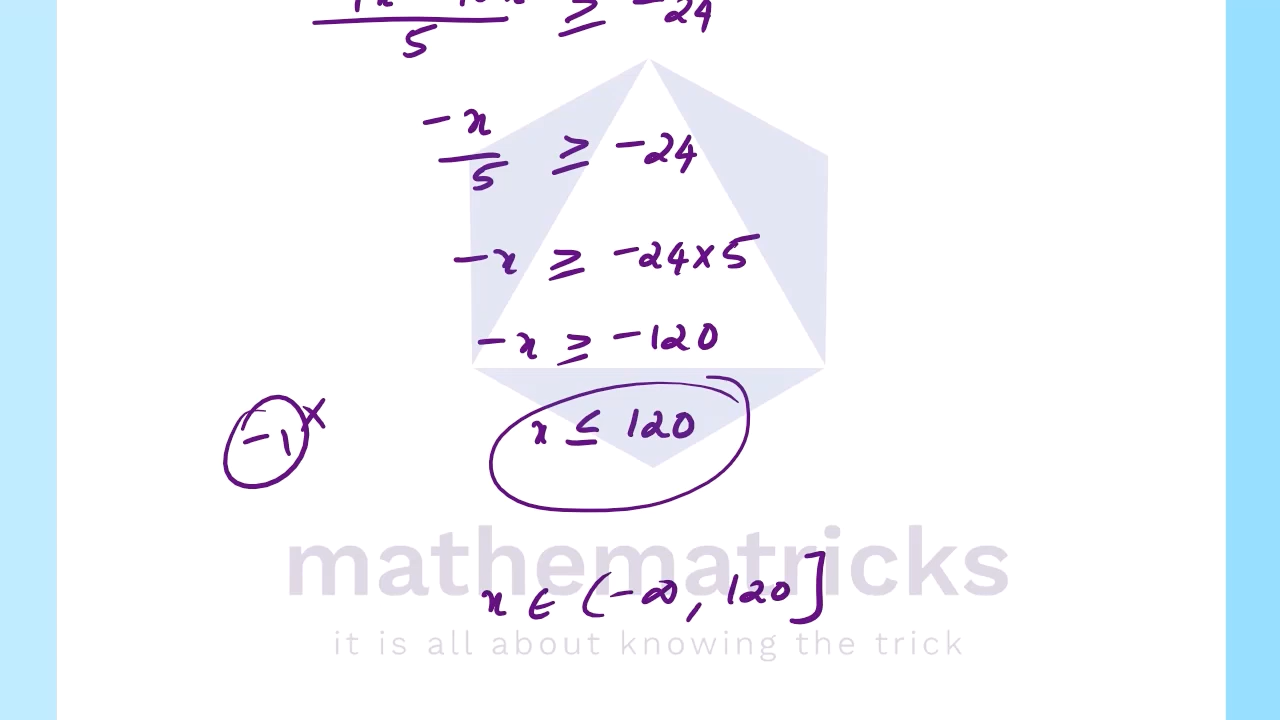 5 ≥ -24
-x/5 ≥ -24
-x ≥ -24×5
-x ≥ -120
-1 × x ≤ 120
mathematricks
x ∈ (-∞, 120]
it is all about knowing the trick